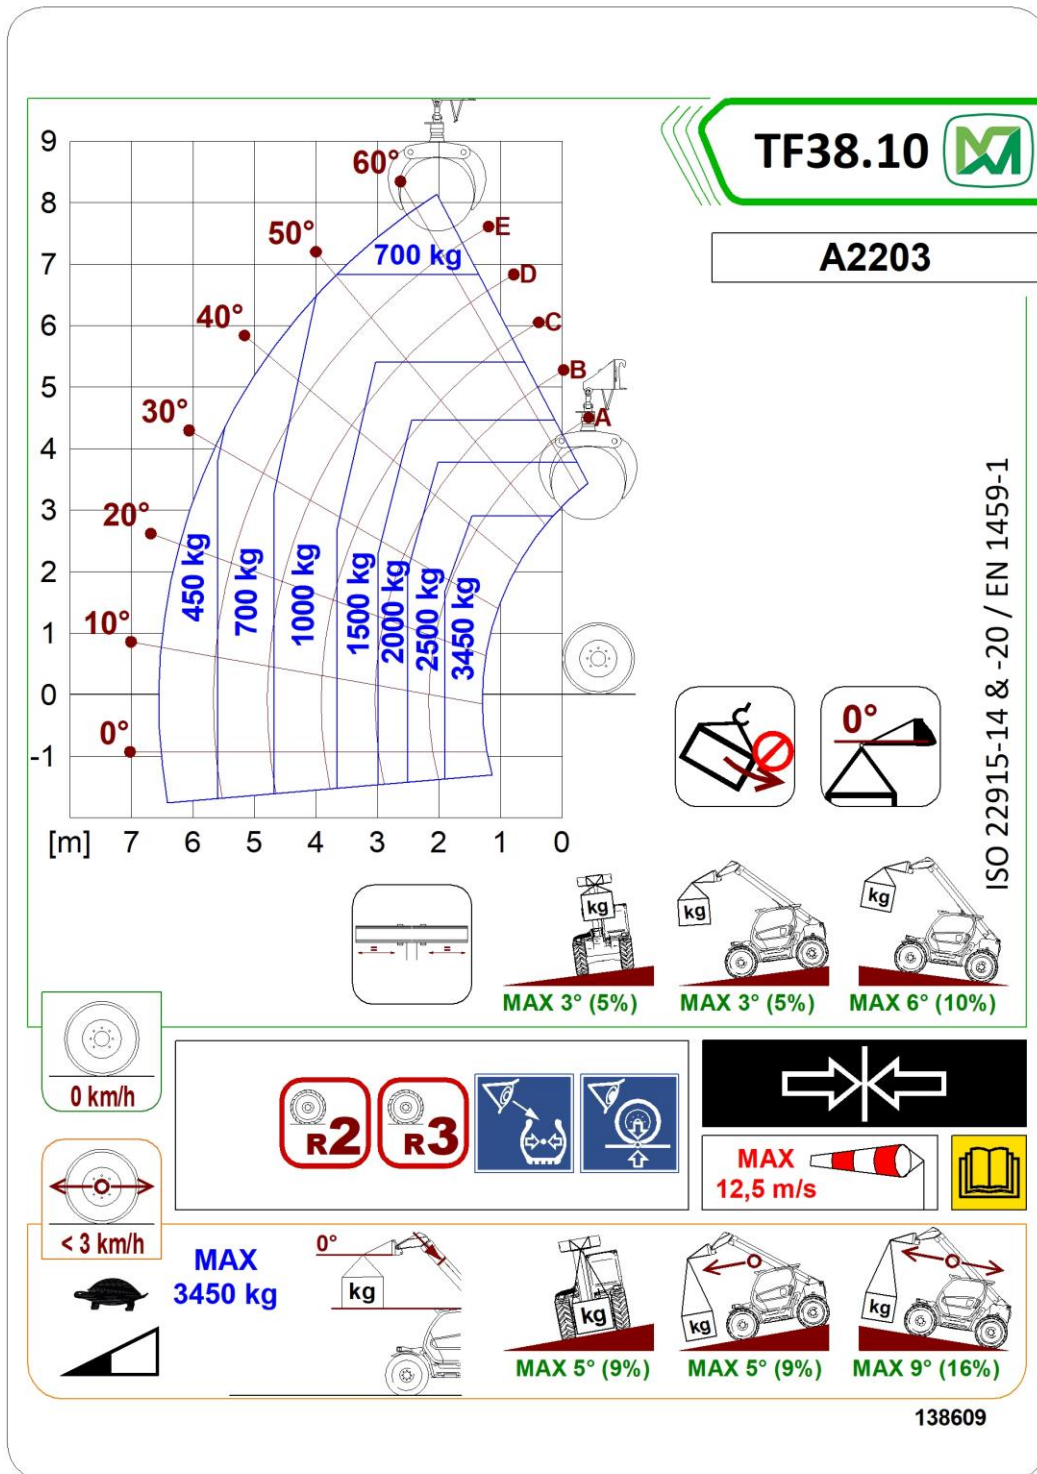 TF38.10
A2203
9
8
7
6
5
4
3
2
1
0
-1
[m] 7 6 5 4 3 2 1 0
60°
50°
40°
30°
20°
10°
0°
E
D
C
B
A
700 kg
450 kg
700 kg
1000 kg
1500 kg
2000 kg
2500 kg
3450 kg
ISO 22915-14 & -20 / EN 1459-1
0°
kg
kg
kg
MAX 3° (5%)
MAX 3° (5%)
MAX 6° (10%)
0 km/h
R2
R3
MAX
12,5 m/s
< 3 km/h
MAX
3450 kg
0°
kg
kg
kg
kg
MAX 5° (9%)
MAX 5° (9%)
MAX 9° (16%)
138609